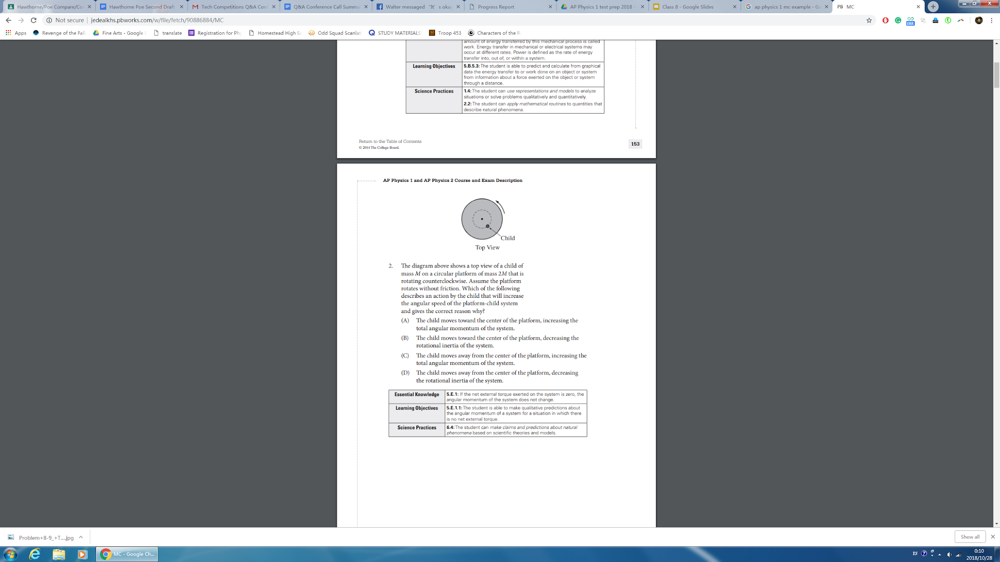 Hawthorne/Poe Compare/Co
Hawthorne Poe Second Draft
Tech Competitions Q&A Conf
Q&A Conference Call Summa
Walter messaged “It’s okay
Progress Report
AP Physics 1 test prep 2018 -
Class 8 - Google Slides
ap physics 1 mc example - Go
PB MC
Not secure jedealkhs.pbworks.com/w/file/fetch/90886884/MC
ERR
Apps
Revenge of the Fall
Fine Arts - Google
translate
Registration for Phy
Homestead High Sc
Odd Squad Scanlat
STUDY MATERIALS
Troop 453
Characters of the R
amount of energy transferred by this mechanical process is called
work. Energy transfer in mechanical or electrical systems may
occur at different rates. Power is defined as the rate of energy
transfer into, out of, or within a system.
Learning Objectives
5.B.5.3: The student is able to predict and calculate from graphical
data the energy transfer to or work done on an object or system
from information about a force exerted on the object or system
through a distance.
Science Practices
1.4: The student can use representations and models to analyze
situations or solve problems qualitatively and quantitatively.
2.2: The student can apply mathematical routines to quantities that
describe natural phenomena.
Return to the Table of Contents
© 2014 The College Board.
153
AP Physics 1 and AP Physics 2 Course and Exam Description
Child
Top View
2. The diagram above shows a top view of a child of
mass M on a circular platform of mass 2M that is
rotating counterclockwise. Assume the platform
rotates without friction. Which of the following
describes an action by the child that will increase
the angular speed of the platform-child system
and gives the correct reason why?
(A) The child moves toward the center of the platform, increasing the
total angular momentum of the system.
(B) The child moves toward the center of the platform, decreasing the
rotational inertia of the system.
(C) The child moves away from the center of the platform, increasing the
total angular momentum of the system.
(D) The child moves away from the center of the platform, decreasing
the rotational inertia of the system.
Essential Knowledge
5.E.1: If the net external torque exerted on the system is zero, the
angular momentum of the system does not change.
Learning Objectives
5.E.1.1: The student is able to make qualitative predictions about
the angular momentum of a system for a situation in which there
is no net external torque.
Science Practices
6.4: The student can make claims and predictions about natural
phenomena based on scientific theories and models.
Problem+8-9_+T....jpg
Show all
MC - Google Ch...
EN
0:10
2018/10/28